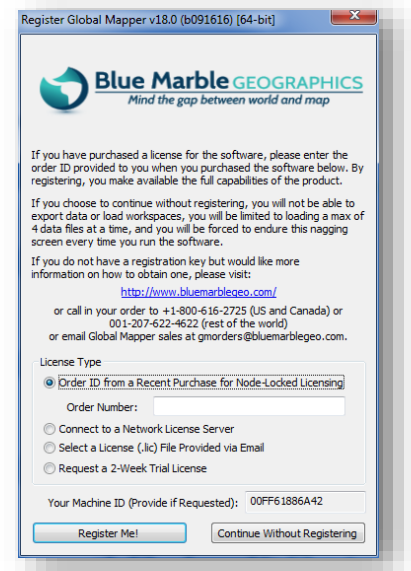 Register Global Mapper v18.0 (b091616) [64-bit]
Blue Marble GEOGRAPHICS
Mind the gap between world and map
If you have purchased a license for the software, please enter the
order ID provided to you when you purchased the software below. By
registering, you make available the full capabilities of the product.
If you choose to continue without registering, you will not be able to
export data or load workspaces, you will be limited to loading a max of
4 data files at a time, and you will be forced to endure this nagging
screen every time you run the software.
If you do not have a registration key but would like more
information on how to obtain one, please visit:
http://www.bluemarblegeo.com/
or call in your order to +1-800-616-2725 (US and Canada) or
001-207-622-4622 (rest of the world)
or email Global Mapper sales at gmorders@bluemarblegeo.com.
License Type
Order ID from a Recent Purchase for Node-Locked Licensing
Order Number:
Connect to a Network License Server
Select a License (.lic) File Provided via Email
Request a 2-Week Trial License
Your Machine ID (Provide if Requested): 00FF61886A42
Register Me! Continue Without Registering